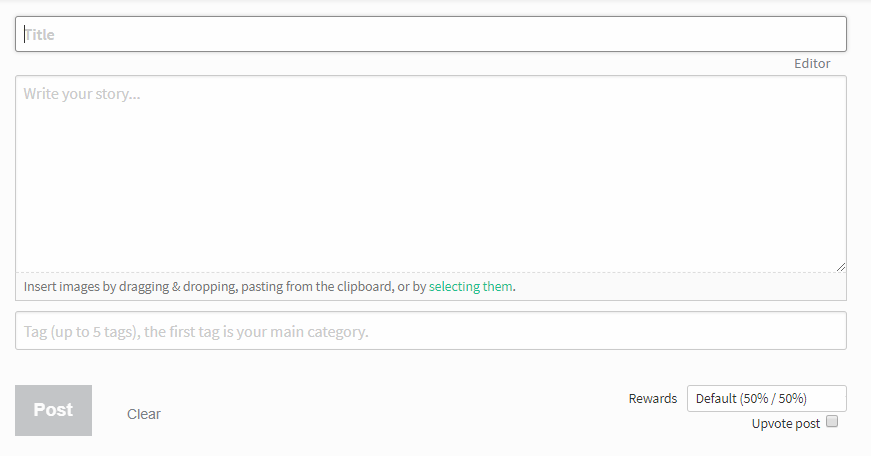 Title
Editor
Write your story...
Insert images by dragging & dropping, pasting from the clipboard, or by selecting them.
Tag (up to 5 tags), the first tag is your main category.
Post
Clear
Rewards
Default (50% / 50%)
Upvote post